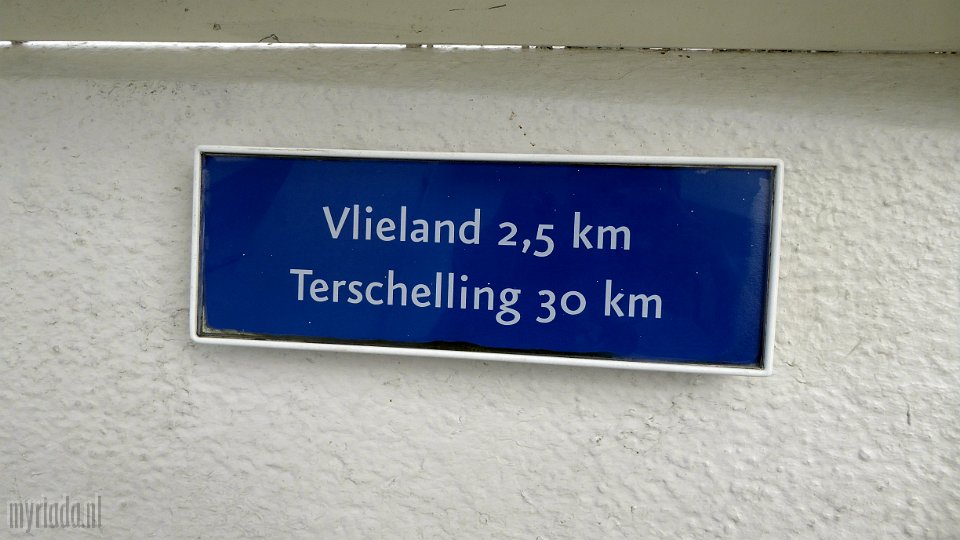 Vlieland 2,5 km
Terschelling 30 km
myriada.nl